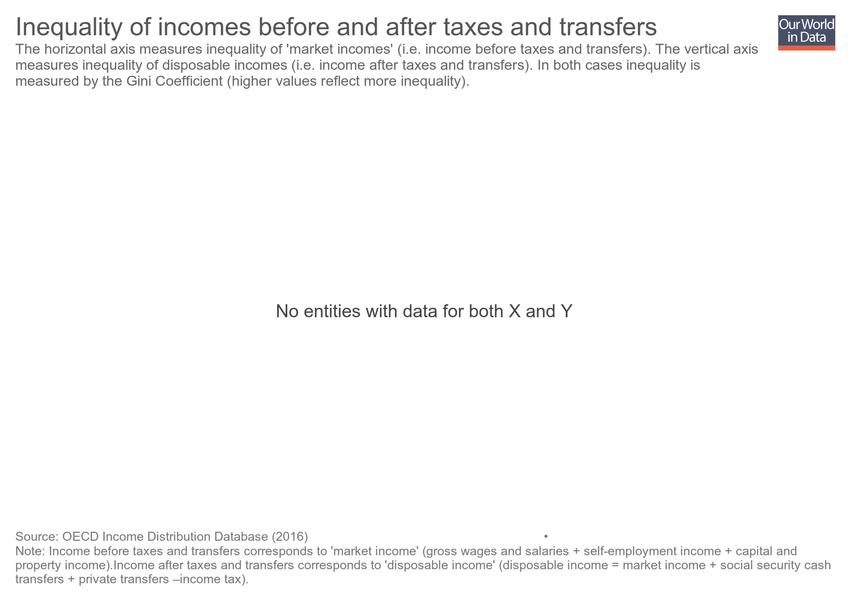 Inequality of incomes before and after taxes and transfers
Our World
in Data
The horizontal axis measures inequality of 'market incomes' (i.e. income before taxes and transfers). The vertical axis
measures inequality of disposable incomes (i.e. income after taxes and transfers). In both cases inequality is
measured by the Gini Coefficient (higher values reflect more inequality).
No entities with data for both X and Y
Source: OECD Income Distribution Database (2016) •
Note: Income before taxes and transfers corresponds to 'market income' (gross wages and salaries + self-employment income + capital and
property income).Income after taxes and transfers corresponds to 'disposable income' (disposable income = market income + social security cash
transfers + private transfers –income tax).